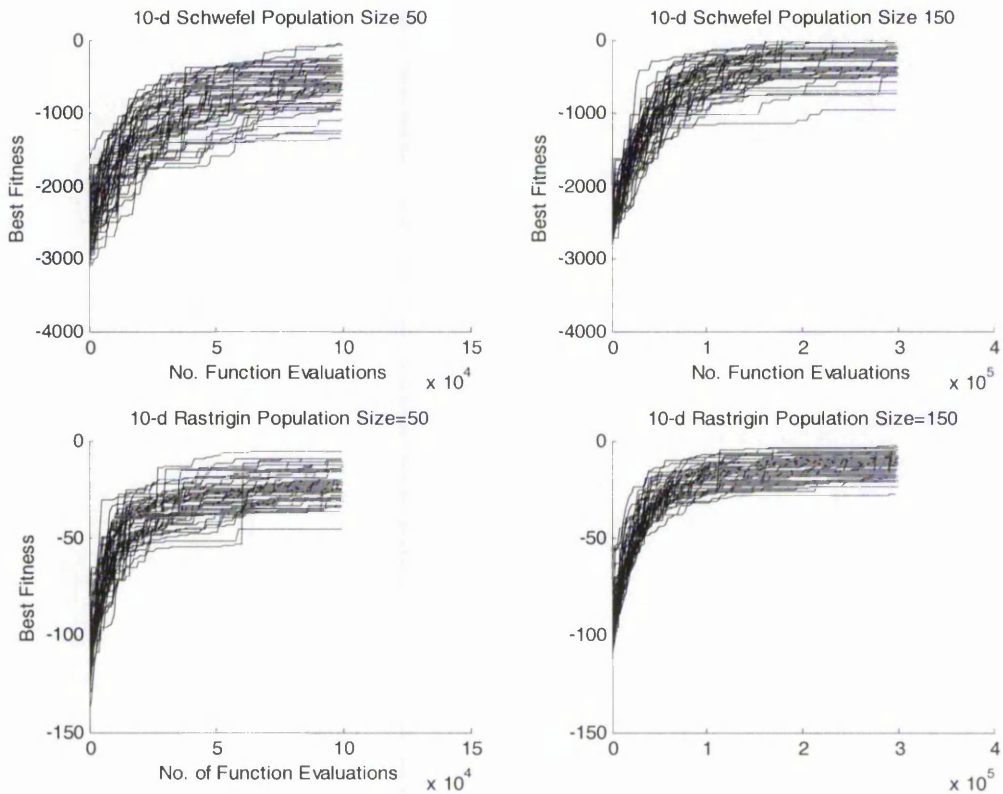 10-d Schwefel Population Size 50
0
-1000
-2000
-3000
-4000
Best Fitness
0
5
10
15
No. Function Evaluations
x 10^4
10-d Schwefel Population Size 150
0
-1000
-2000
-3000
-4000
Best Fitness
0
1
2
3
4
No. Function Evaluations
x 10^5
10-d Rastrigin Population Size=50
0
-50
-100
-150
Best Fitness
0
5
10
15
No. of Function Evaluations
x 10^4
10-d Rastrigin Population Size=150
0
-50
-100
-150
0
1
2
3
4
x 10^5